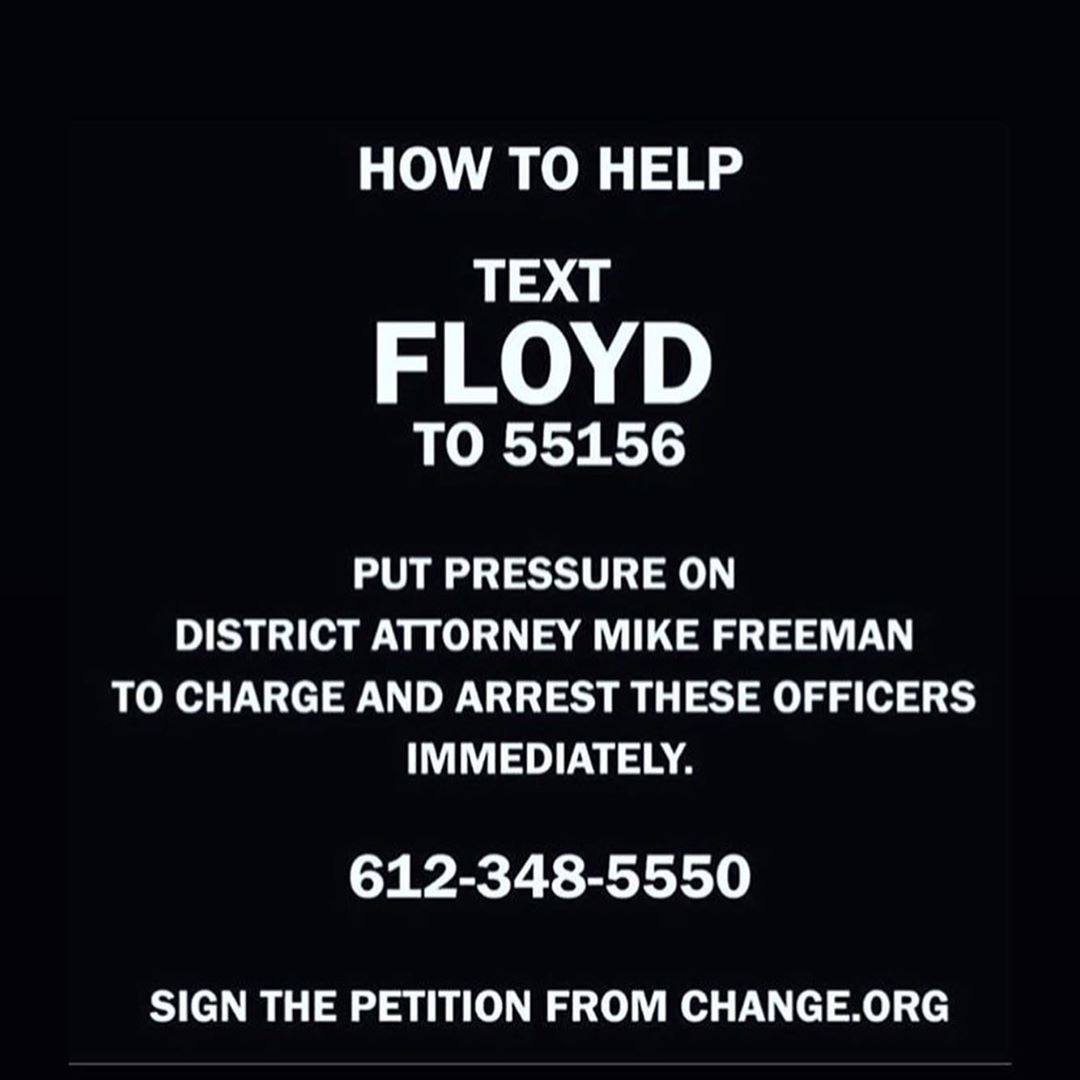 HOW TO HELP
TEXT
FLOYD
TO 55156
PUT PRESSURE ON
DISTRICT ATTORNEY MIKE FREEMAN
TO CHARGE AND ARREST THESE OFFICERS
IMMEDIATELY.
612-348-5550
SIGN THE PETITION FROM CHANGE.ORG